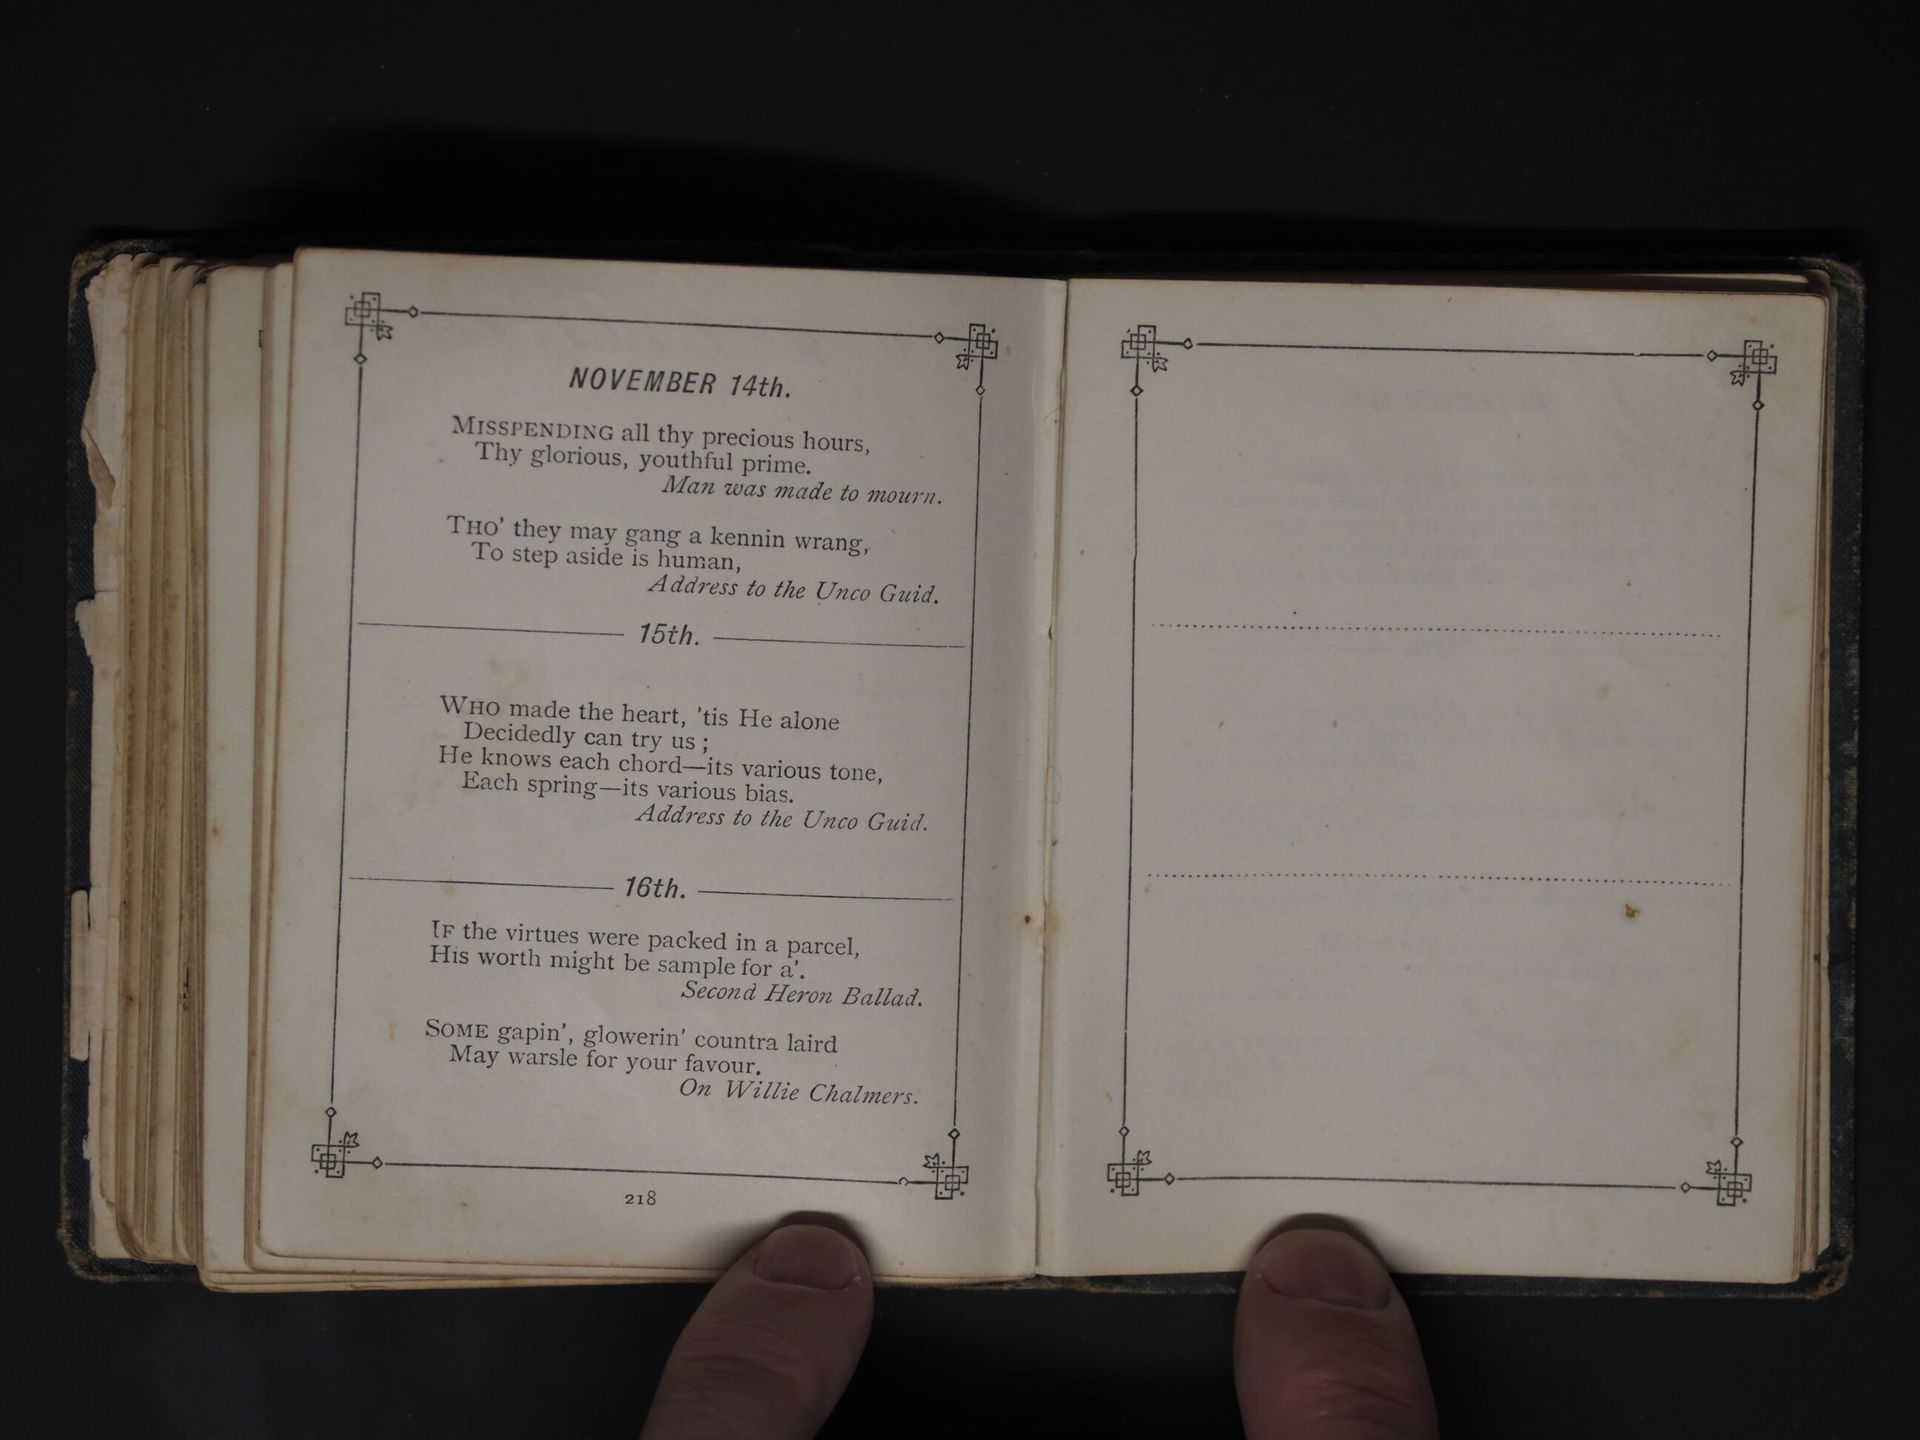 NOVEMBER 14th.
MISSPENDING all thy precious hours,
Thy glorious, youthful prime.
Man was made to mourn.
THO' they may gang a kennin wrang,
To step aside is human,
Address to the Unco Guid.
15th.
WHO made the heart, 'tis He alone
Decidedly can try us ;
He knows each chord—its various tone,
Each spring—its various bias.
Address to the Unco Guid.
16th.
IF the virtues were packed in a parcel,
His worth might be sample for a'.
Second Heron Ballad.
SOME gapin', glowerin' countra laird
May warsle for your favour.
On Willie Chalmers.
218